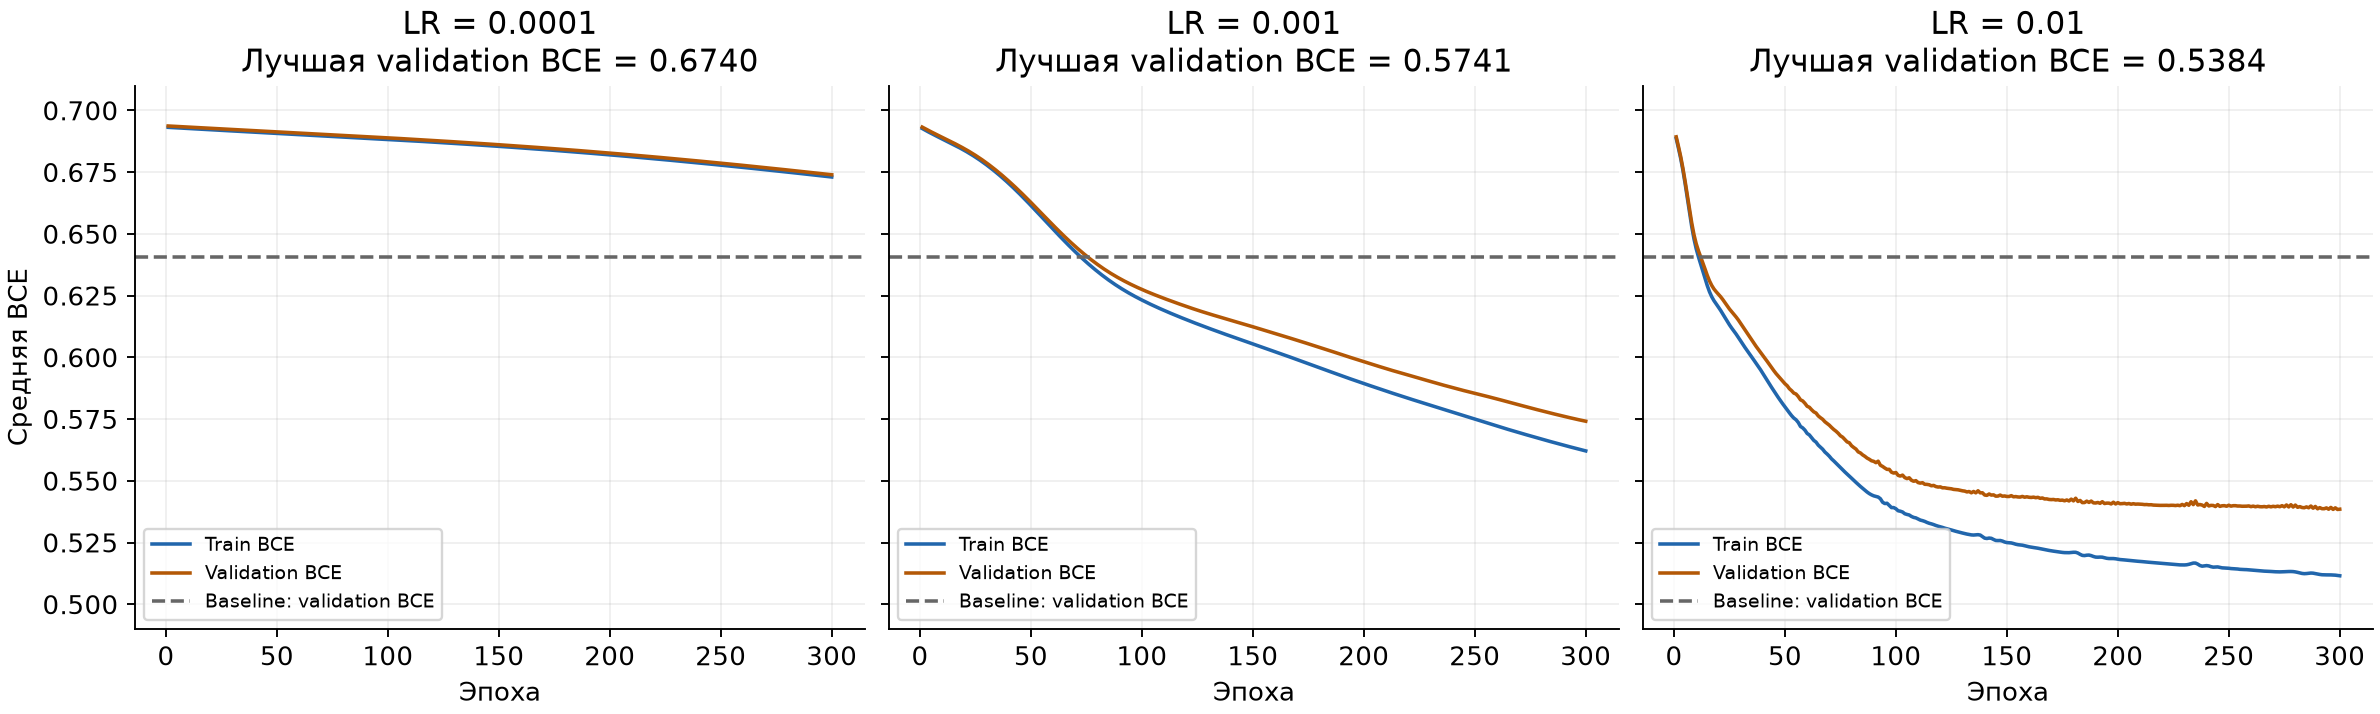 LR = 0.0001
Лучшая validation BCE = 0.6740
LR = 0.001
Лучшая validation BCE = 0.5741
LR = 0.01
Лучшая validation BCE = 0.5384
Средняя BCE
0.700
0.675
0.650
0.625
0.600
0.575
0.550
0.525
0.500
Train BCE
Validation BCE
Baseline: validation BCE
0 50 100 150 200 250 300
Эпоха
Train BCE
Validation BCE
Baseline: validation BCE
0 50 100 150 200 250 300
Эпоха
Train BCE
Validation BCE
Baseline: validation BCE
0 50 100 150 200 250 300
Эпоха